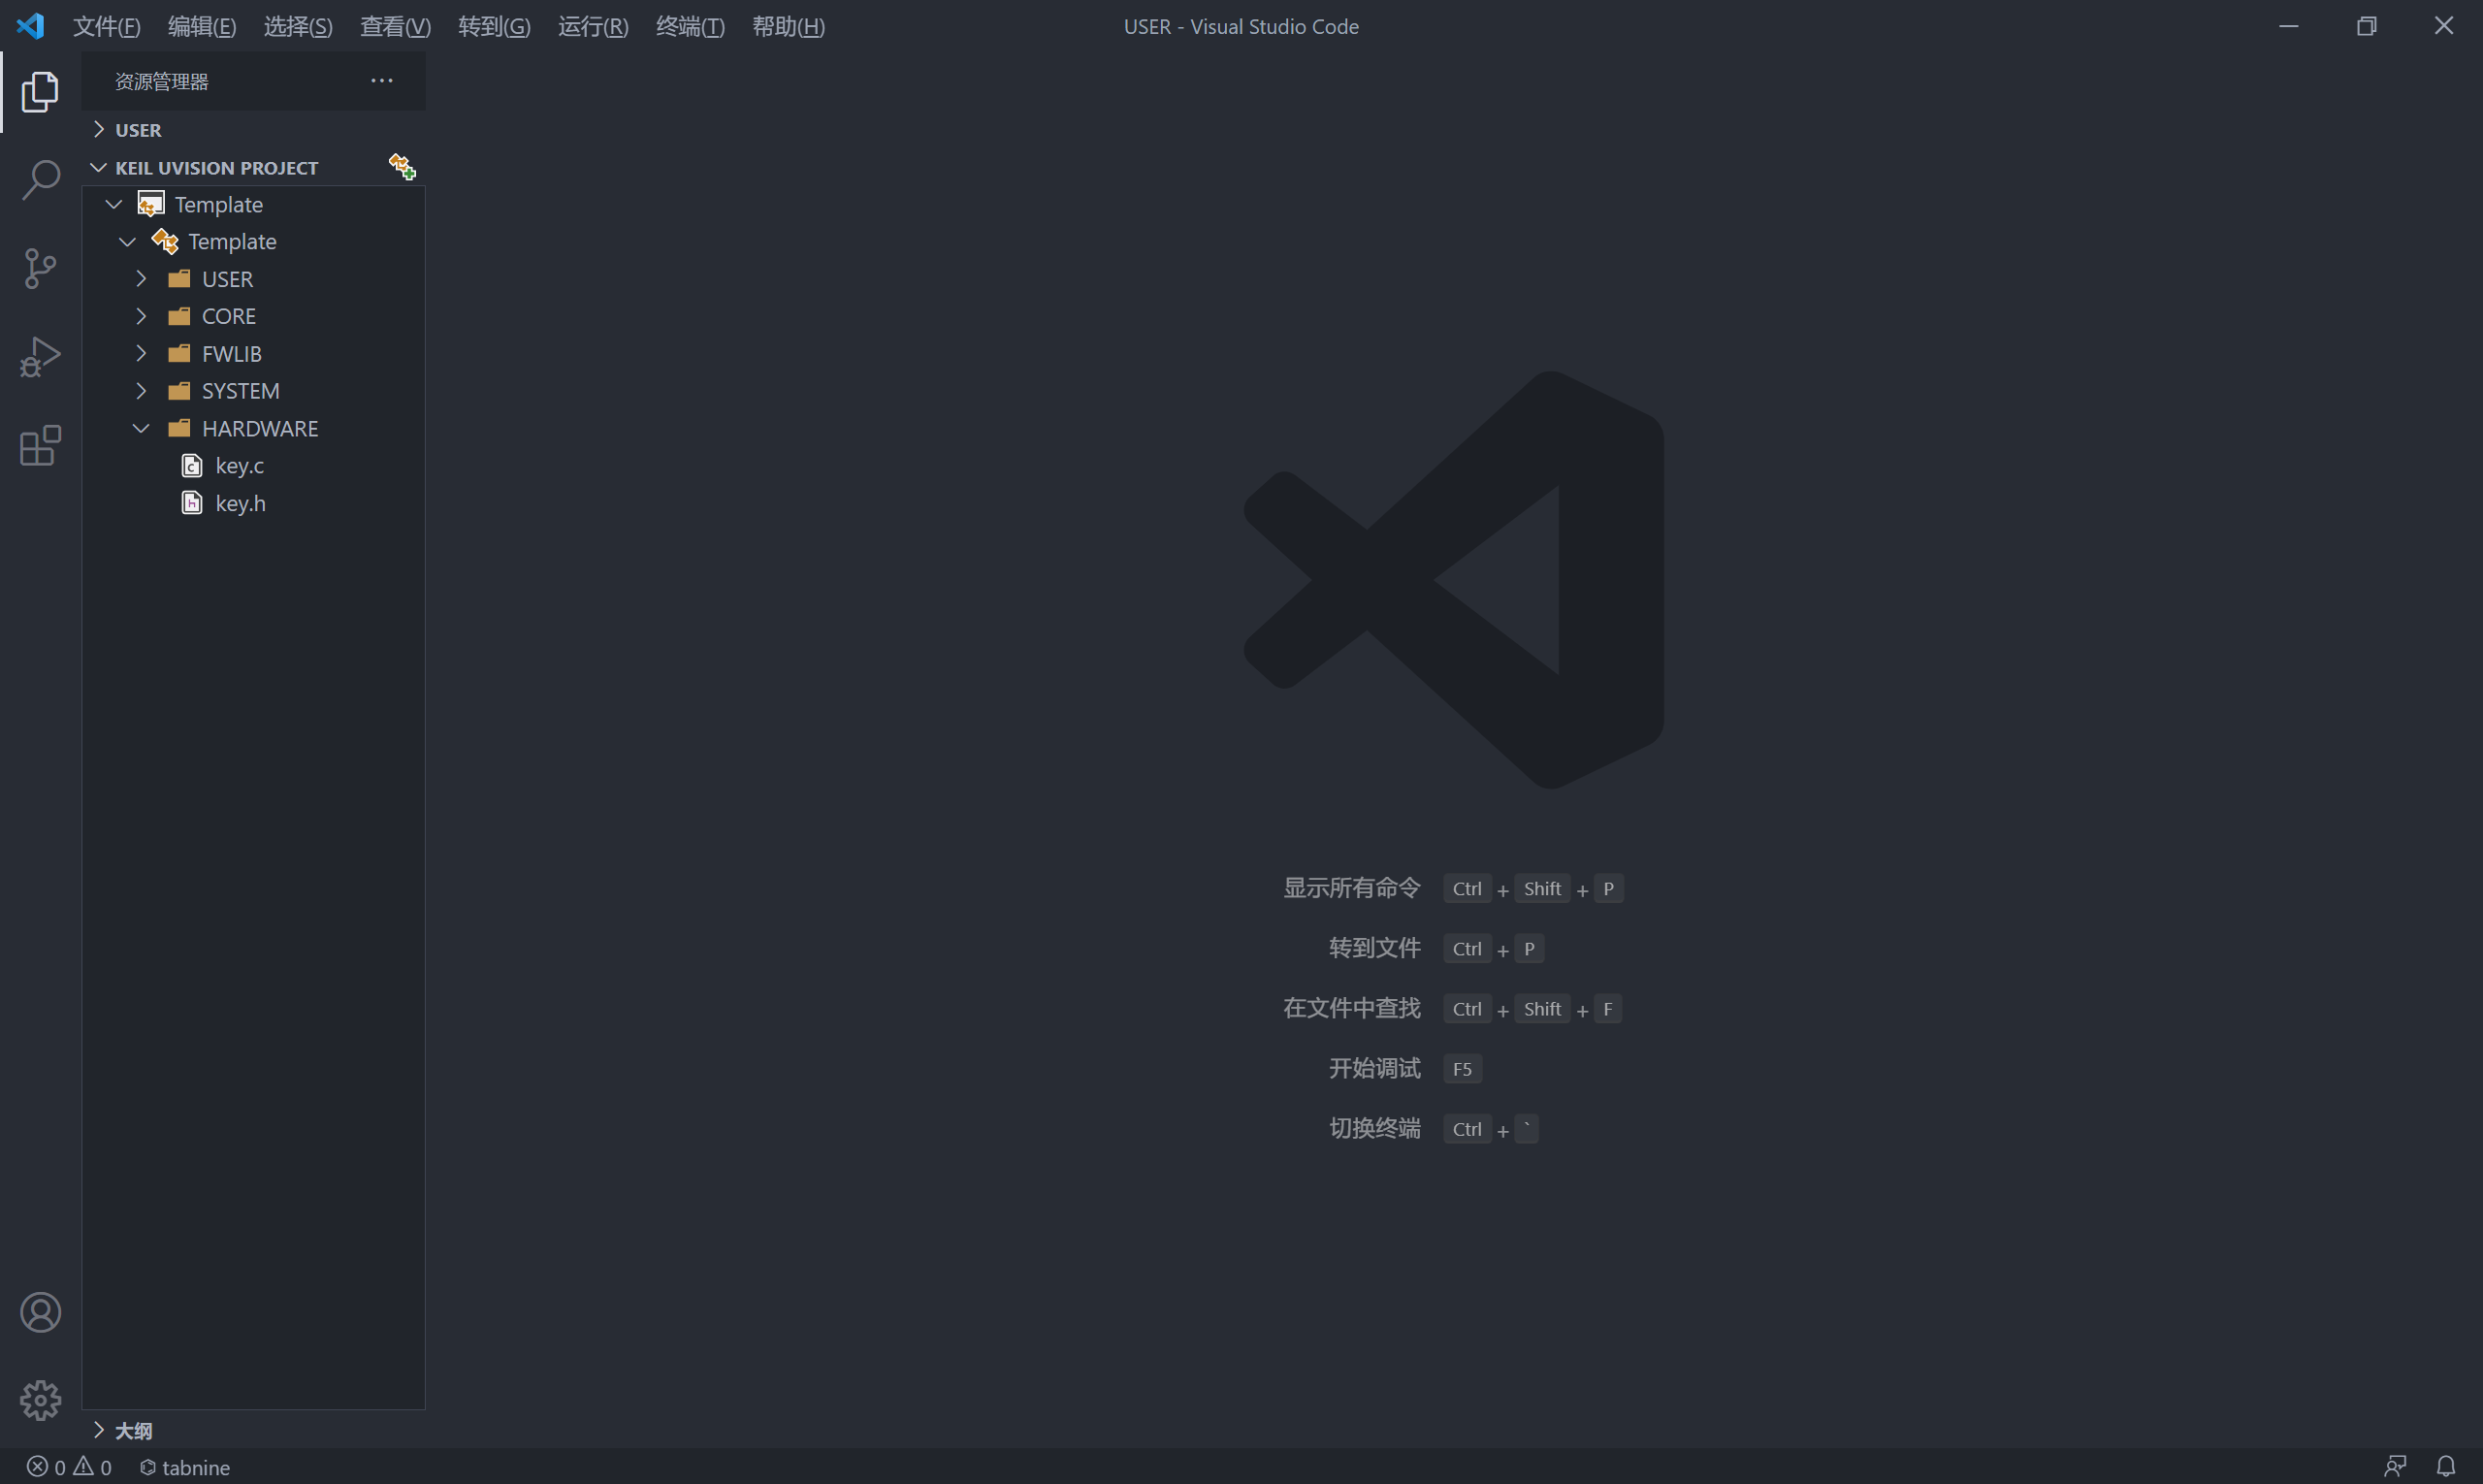 文件(F) 编辑(E) 选择(S) 查看(V) 转到(G) 运行(R) 终端(T) 帮助(H) USER - Visual Studio Code
资源管理器
USER
KEIL UVISION PROJECT
Template
Template
USER
CORE
FWLIB
SYSTEM
HARDWARE
key.c
key.h
显示所有命令 Ctrl + Shift + P
转到文件 Ctrl + P
在文件中查找 Ctrl + Shift + F
开始调试 F5
切换终端 Ctrl + `
大纲
0 0 tabnine